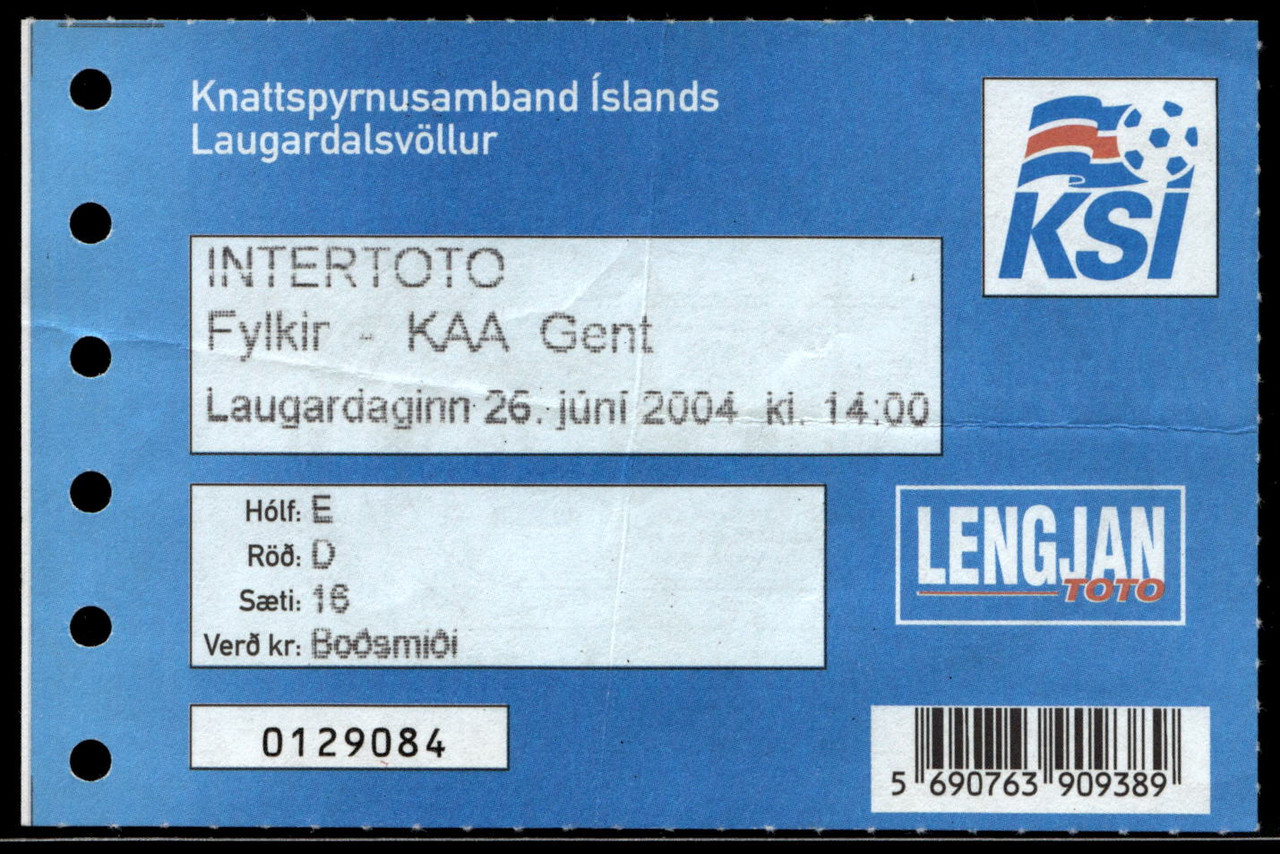 Knattspyrnusamband Íslands
Laugardalsvöllur
KSÍ
INTERTOTO
Fylkir - KAA Gent
Laugardaginn 26. júní 2004 kl. 14:00
Hólf: E
Röð: D
Sæti: 16
Verð kr: Boðsmiði
LENGJAN
TOTO
0129084
5 690763 909389